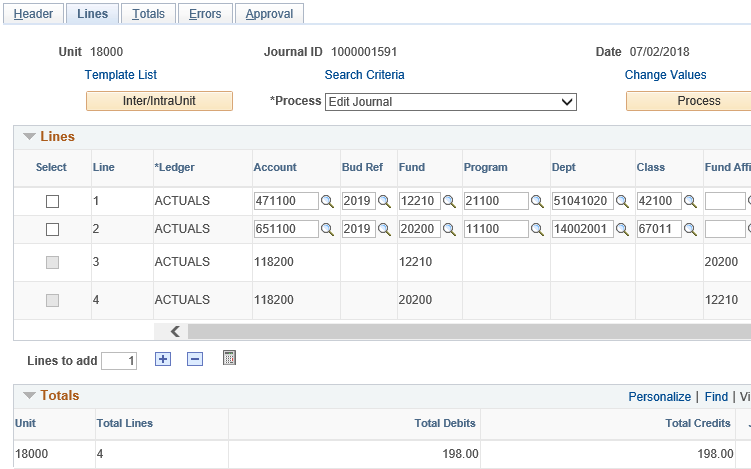 Header Lines Totals Errors Approval
Unit 18000 Journal ID 1000001591 Date 07/02/2018
Template List Search Criteria Change Values
Inter/IntraUnit *Process Edit Journal Process
Lines
Select Line *Ledger Account Bud Ref Fund Program Dept Class Fund Affi
1 ACTUALS 471100 2019 12210 21100 51041020 42100
2 ACTUALS 651100 2019 20200 11100 14002001 67011
3 ACTUALS 118200 12210 20200
4 ACTUALS 118200 20200 12210
Lines to add 1
Totals Personalize | Find | Vi
Unit Total Lines Total Debits Total Credits
18000 4 198.00 198.00